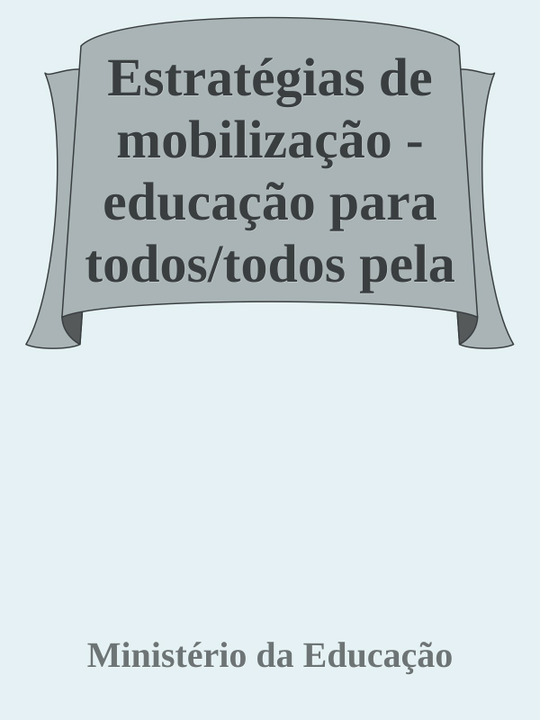 Estratégias de
mobilização -
educação para
todos/todos pela
Ministério da Educação